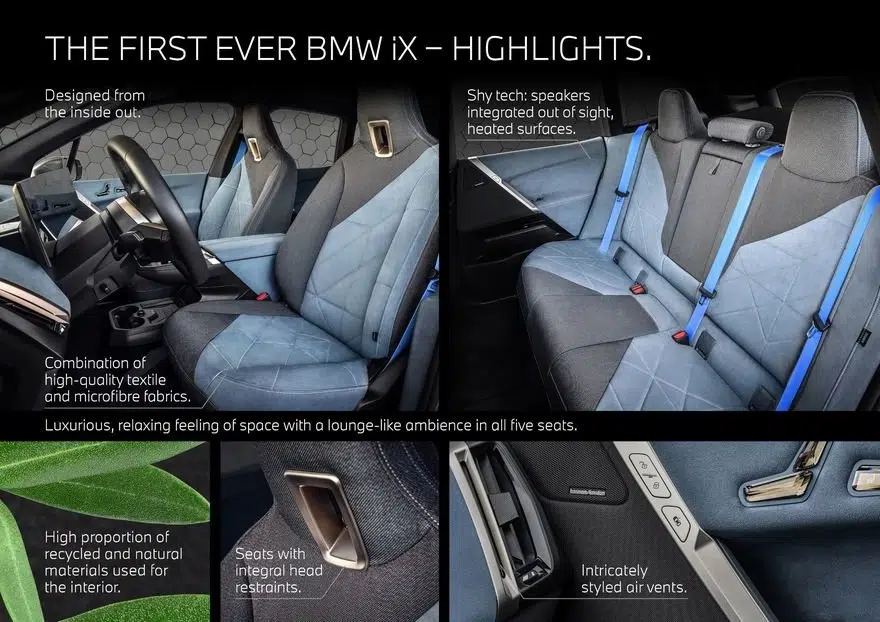 THE FIRST EVER BMW iX – HIGHLIGHTS.
Designed from
the inside out.
Shy tech: speakers
integrated out of sight,
heated surfaces.
Combination of
high-quality textile
and microfibre fabrics.
Luxurious, relaxing feeling of space with a lounge-like ambience in all five seats.
High proportion of
recycled and natural
materials used for
the interior.
Seats with
integral head
restraints.
harman/kardon
Intricately
styled air vents.